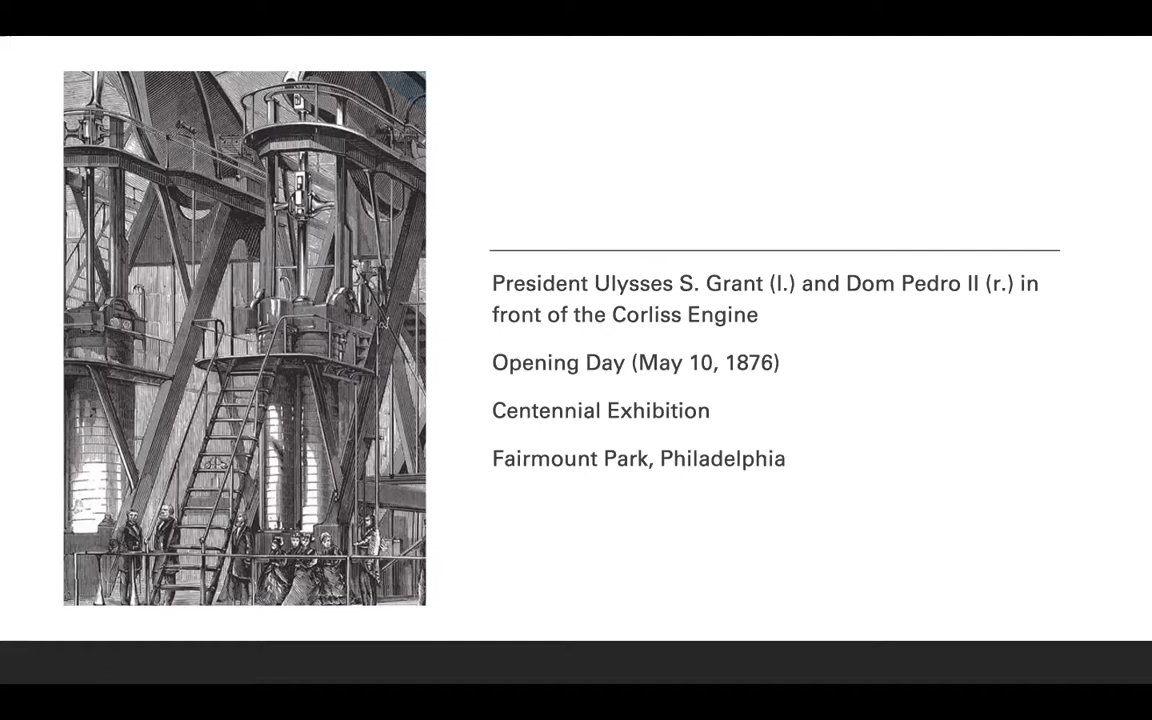 President Ulysses S. Grant (l.) and Dom Pedro II (r.) in
front of the Corliss Engine
Opening Day (May 10, 1876)
Centennial Exhibition
Fairmount Park, Philadelphia